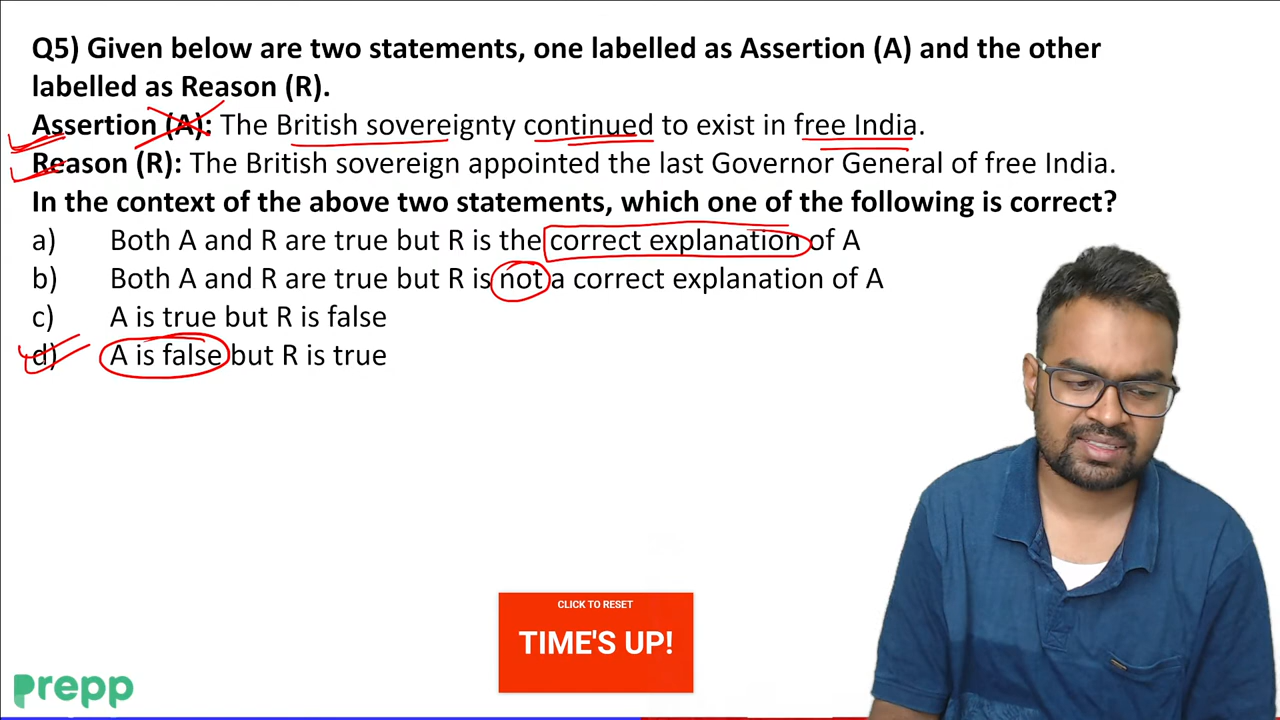 Q5) Given below are two statements, one labelled as Assertion (A) and the other
labelled as Reason (R).
Assertion (A): The British sovereignty continued to exist in free India.
Reason (R): The British sovereign appointed the last Governor General of free India.
In the context of the above two statements, which one of the following is correct?
a) Both A and R are true but R is the correct explanation of A
b) Both A and R are true but R is not a correct explanation of A
c) A is true but R is false
d) A is false but R is true
CLICK TO RESET
TIME'S UP!
Prepp